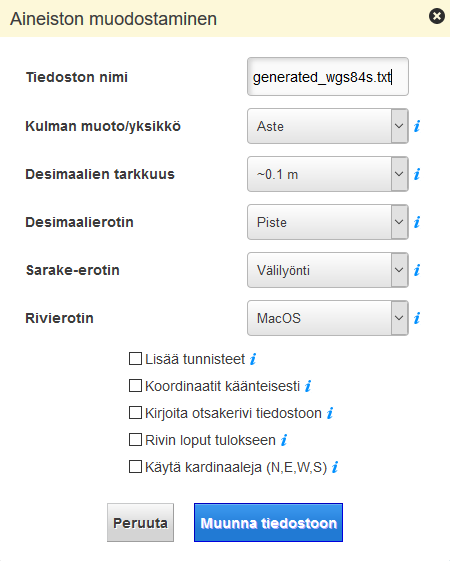 Aineiston muodostaminen
Tiedoston nimi generated_wgs84s.txt
Kulman muoto/yksikkö Aste i
Desimaalien tarkkuus ~0.1 m i
Desimaalierotin Piste i
Sarake-erotin Välilyönti i
Rivierotin MacOS i
Lisää tunnisteet i
Koordinaatit käänteisesti i
Kirjoita otsakerivi tiedostoon i
Rivin loput tulokseen i
Käytä kardinaaleja (N,E,W,S) i
Peruuta Muunna tiedostoon